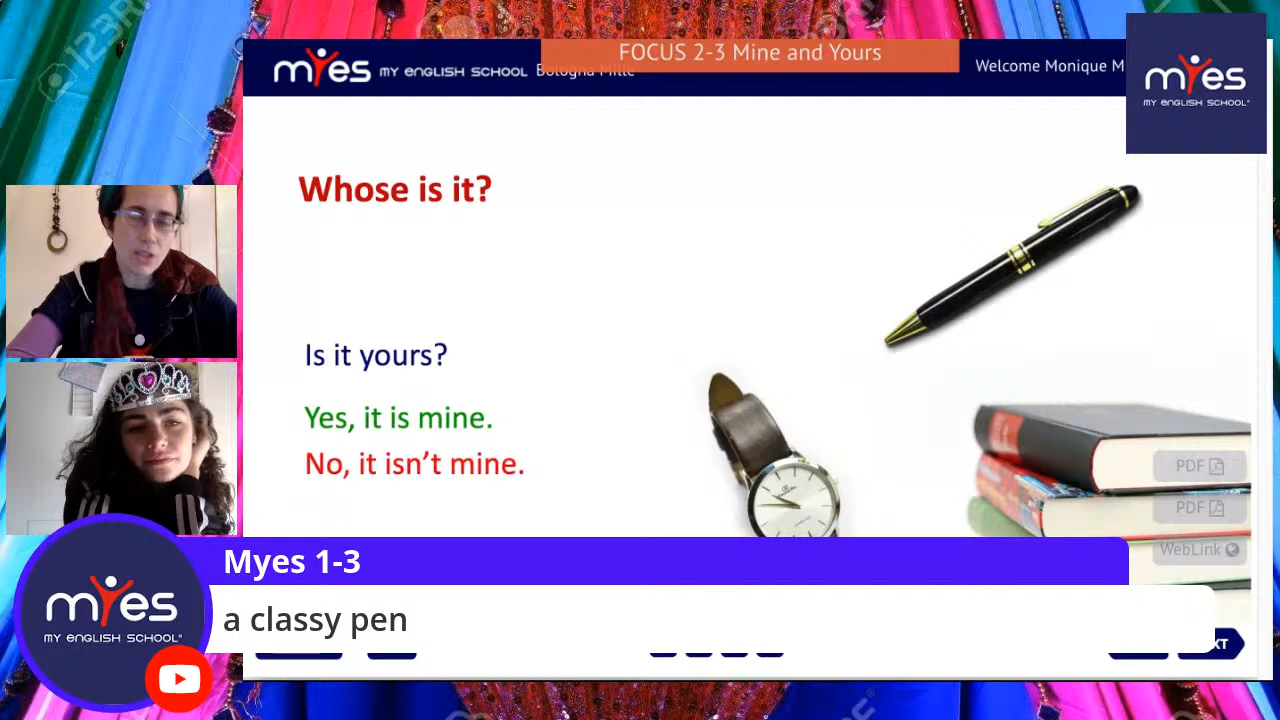 123RF
myes MY ENGLISH SCHOOL Bologna Mille
FOCUS 2-3 Mine and Yours
Welcome Monique M
myes
MY ENGLISH SCHOOL®
Whose is it?
Is it yours?
Yes, it is mine.
No, it isn't mine.
PDF
PDF
WebLink
Myes 1-3
a classy pen
myes
MY ENGLISH SCHOOL®
XT